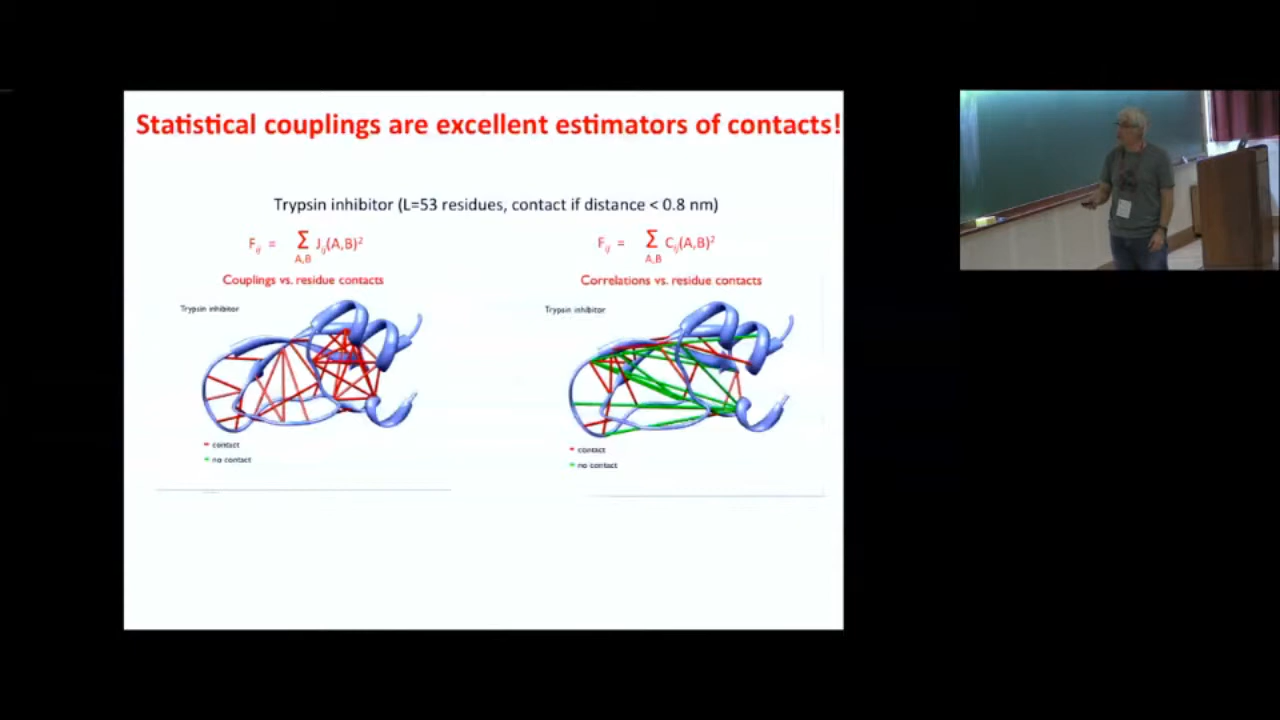 Statistical couplings are excellent estimators of contacts!
Trypsin inhibitor (L=53 residues, contact if distance < 0.8 nm)
F_ij = Σ_A,B J_ij(A,B)²
Couplings vs. residue contacts
Trypsin inhibitor
contact
no contact
F_ij = Σ_A,B C_ij(A,B)²
Correlations vs. residue contacts
Trypsin inhibitor
contact
no contact